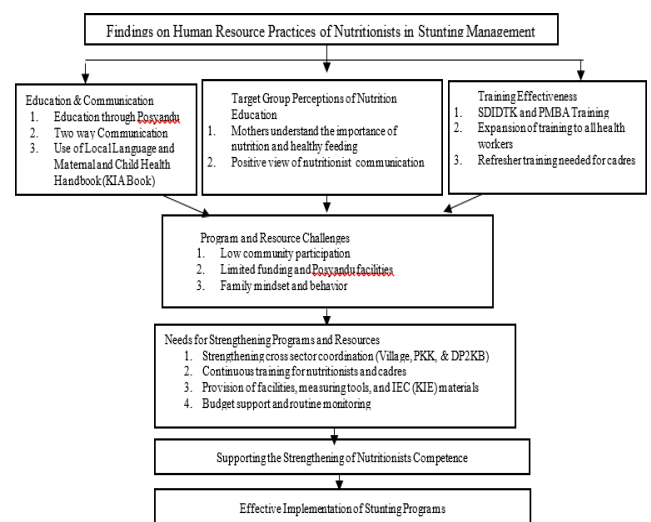 Findings on Human Resource Practices of Nutritionists in Stunting Management
Education & Communication
1. Education through Posyandu
2. Two way Communication
3. Use of Local Language and
Maternal and Child Health
Handbook (KIA Book)
Target Group Perceptions of Nutrition
Education
1. Mothers understand the importance of
nutrition and healthy feeding
2. Positive view of nutritionist communication
Training Effectiveness
1. SDIDTK and PMBA Training
2. Expansion of training to all health
workers
3. Refresher training needed for cadres
Program and Resource Challenges
1. Low community participation
2. Limited funding and Posyandu facilities
3. Family mindset and behavior
Needs for Strengthening Programs and Resources
1. Strengthening cross sector coordination (Village, PKK, & DP2KB)
2. Continuous training for nutritionists and cadres
3. Provision of facilities, measuring tools, and IEC (KIE) materials
4. Budget support and routine monitoring
Supporting the Strengthening of Nutritionists Competence
Effective Implementation of Stunting Programs